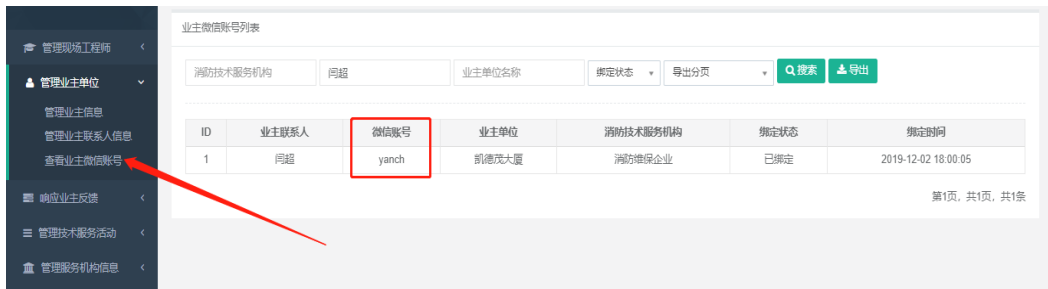 管理现场工程师
管理业主单位
管理业主信息
管理业主联系人信息
查看业主微信账号
响应业主反馈
管理技术服务活动
管理服务机构信息
业主微信账号列表
消防技术服务机构 闫超 业主单位名称 绑定状态 导出分页 搜索 导出
ID 业主联系人 微信账号 业主单位 消防技术服务机构 绑定状态 绑定时间
1 闫超 yanch 凯德茂大厦 消防维保企业 已绑定 2019-12-02 18:00:05
第1页, 共1页, 共1条